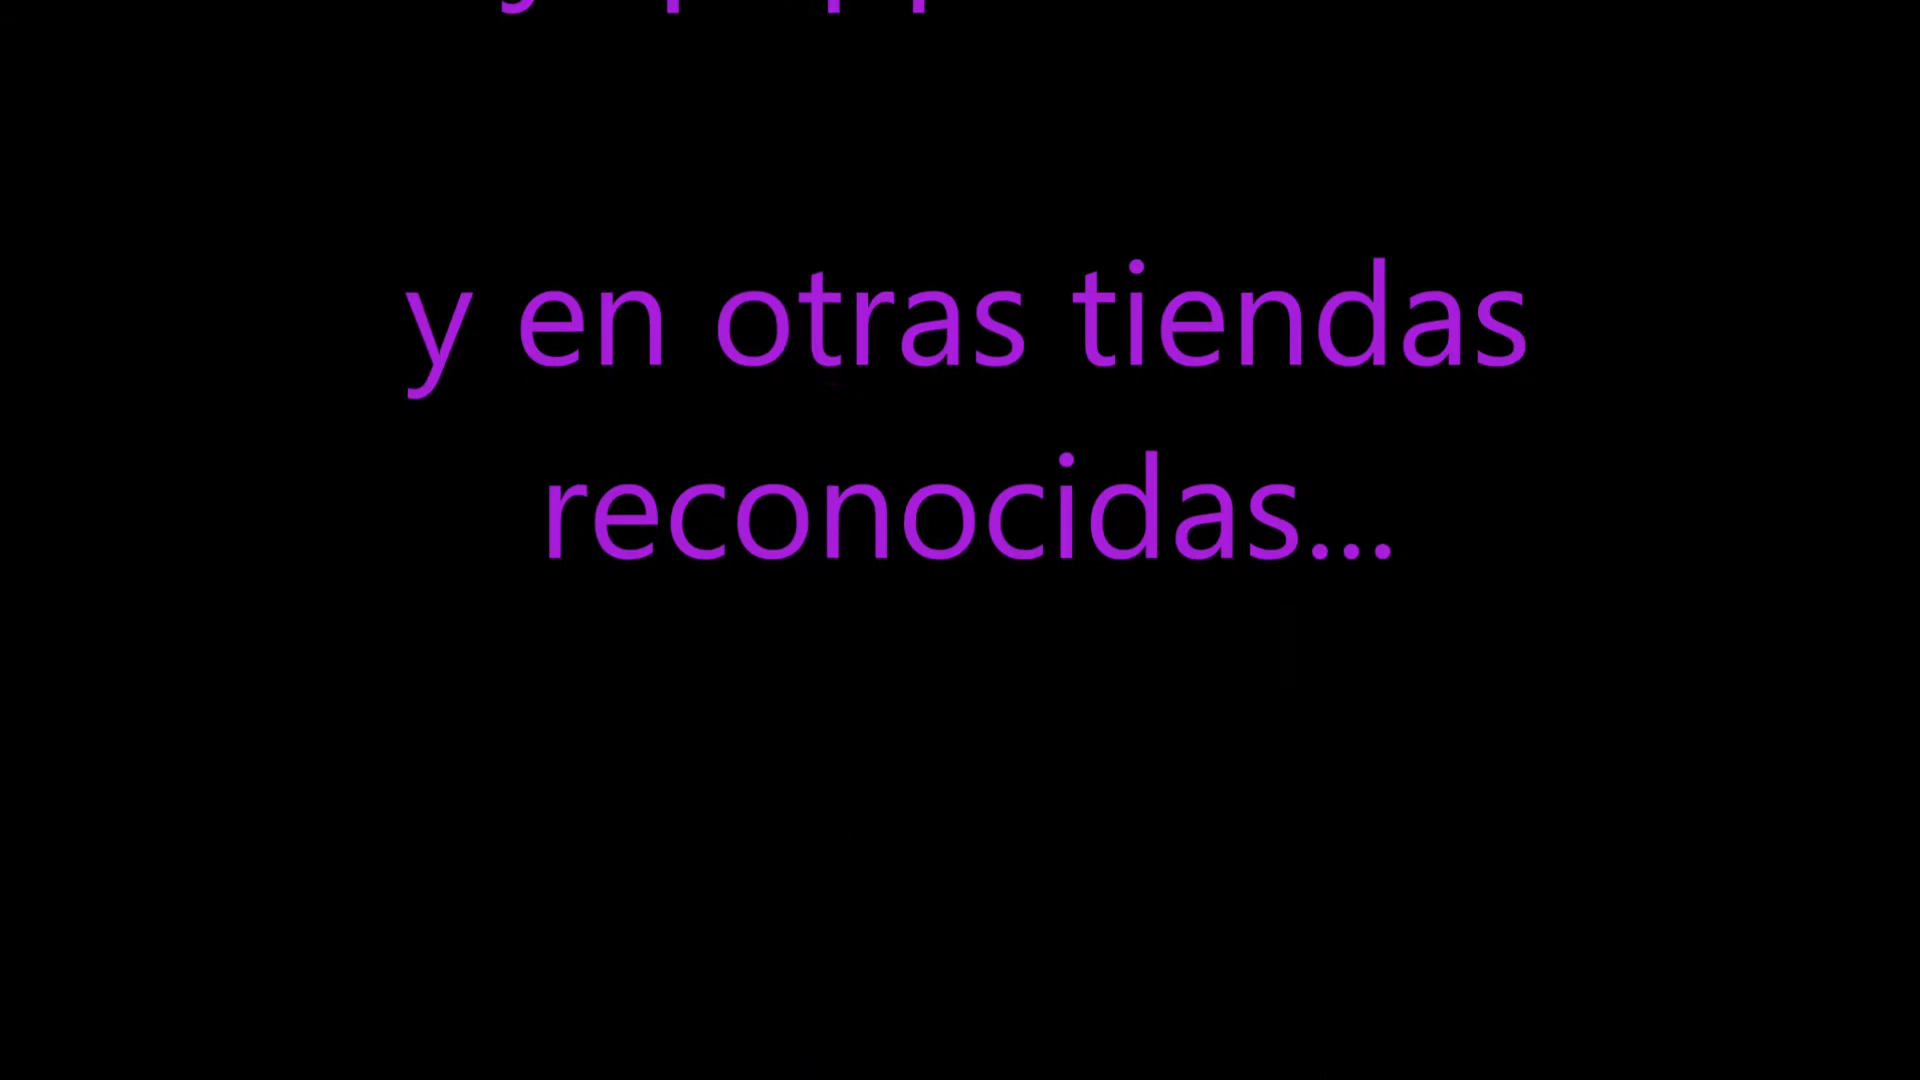 y en otras tiendas
reconocidas...